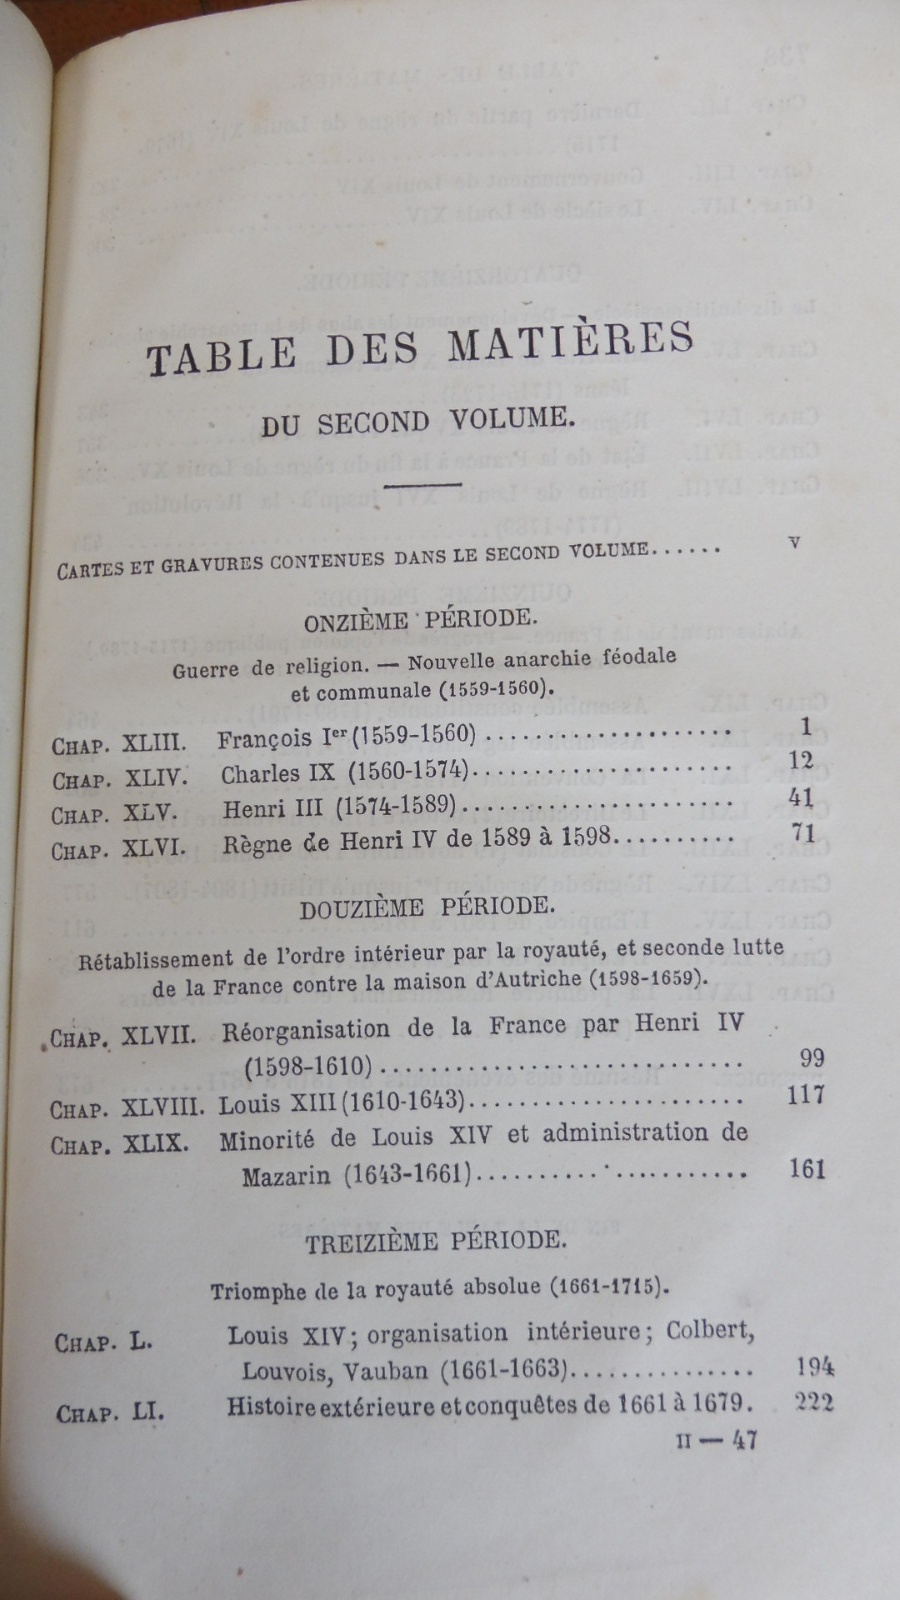 TABLE DES MATIÈRES
DU SECOND VOLUME.
CARTES ET GRAVURES CONTENUES DANS LE SECOND VOLUME...... V
ONZIÈME PÉRIODE.
Guerre de religion. — Nouvelle anarchie féodale
et communale (1559-1560).
CHAP. XLIII. François Ier (1559-1560) ..................... 1
CHAP. XLIV. Charles IX (1560-1574)...................... 12
CHAP. XLV. Henri III (1574-1589)....................... 41
CHAP. XLVI. Règne de Henri IV de 1589 à 1598.......... 71
DOUZIÈME PÉRIODE.
Rétablissement de l'ordre intérieur par la royauté, et seconde lutte
de la France contre la maison d'Autriche (1598-1659).
CHAP. XLVII. Réorganisation de la France par Henri IV
(1598-1610) .............................. 99
CHAP. XLVIII. Louis XIII (1610-1643)....................... 117
CHAP. XLIX. Minorité de Louis XIV et administration de
Mazarin (1643-1661)....................... 161
TREIZIÈME PÉRIODE.
Triomphe de la royauté absolue (1661-1715).
CHAP. L. Louis XIV; organisation intérieure; Colbert,
Louvois, Vauban (1661-1663)................ 194
CHAP. LI. Histoire extérieure et conquêtes de 1661 à 1679. 222
II — 47